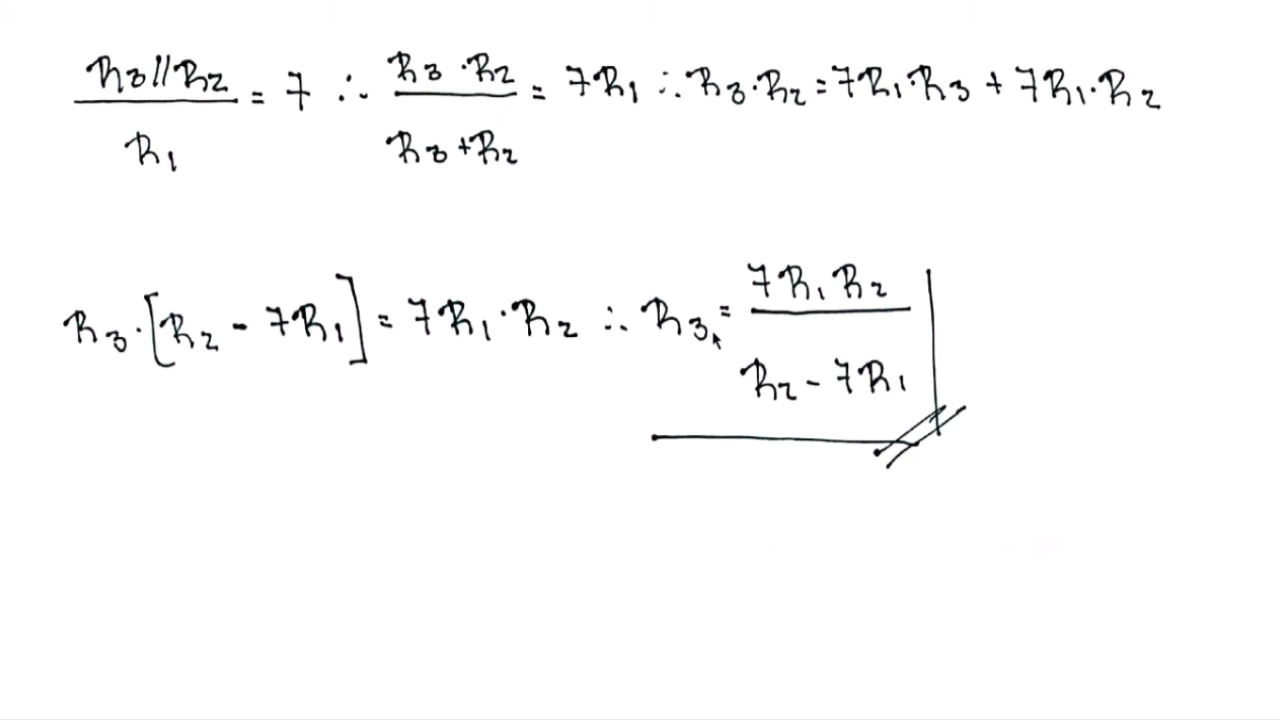 R3//R2 / R1 = 7 ∴ R3·R2 / R3+R2 = 7R1 ∴ R3·R2 = 7R1·R3 + 7R1·R2
R3·[R2 - 7R1] = 7R1·R2 ∴ R3 = 7R1R2 / R2 - 7R1